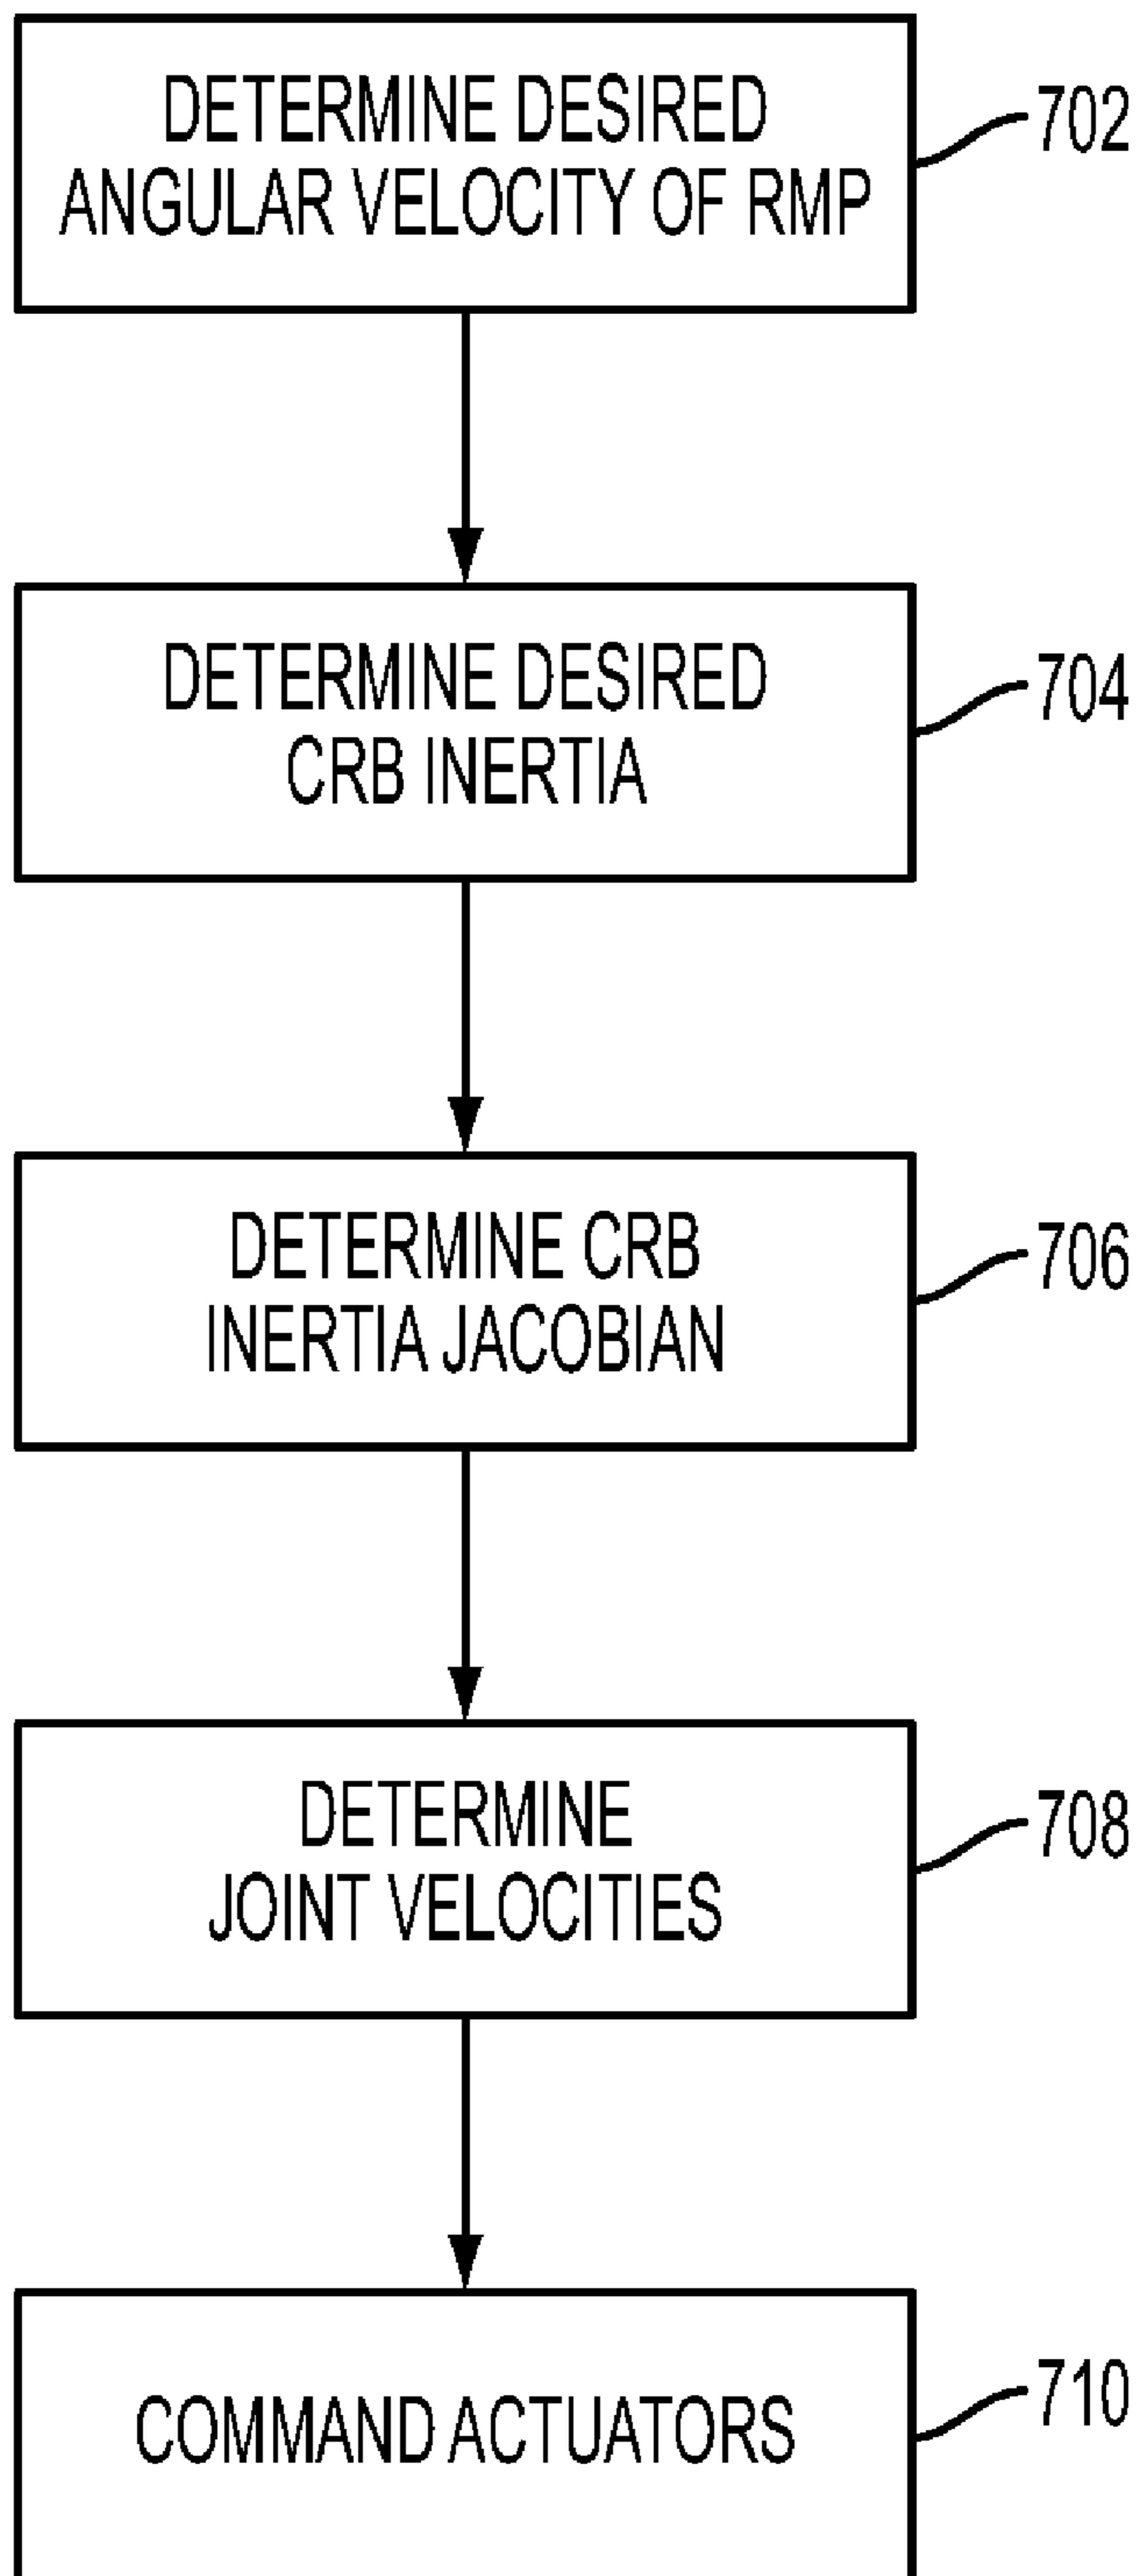 DETERMINE DESIRED
ANGULAR VELOCITY OF RMP
702
DETERMINE DESIRED
CRB INERTIA
704
DETERMINE CRB
INERTIA JACOBIAN
706
DETERMINE
JOINT VELOCITIES
708
COMMAND ACTUATORS
710